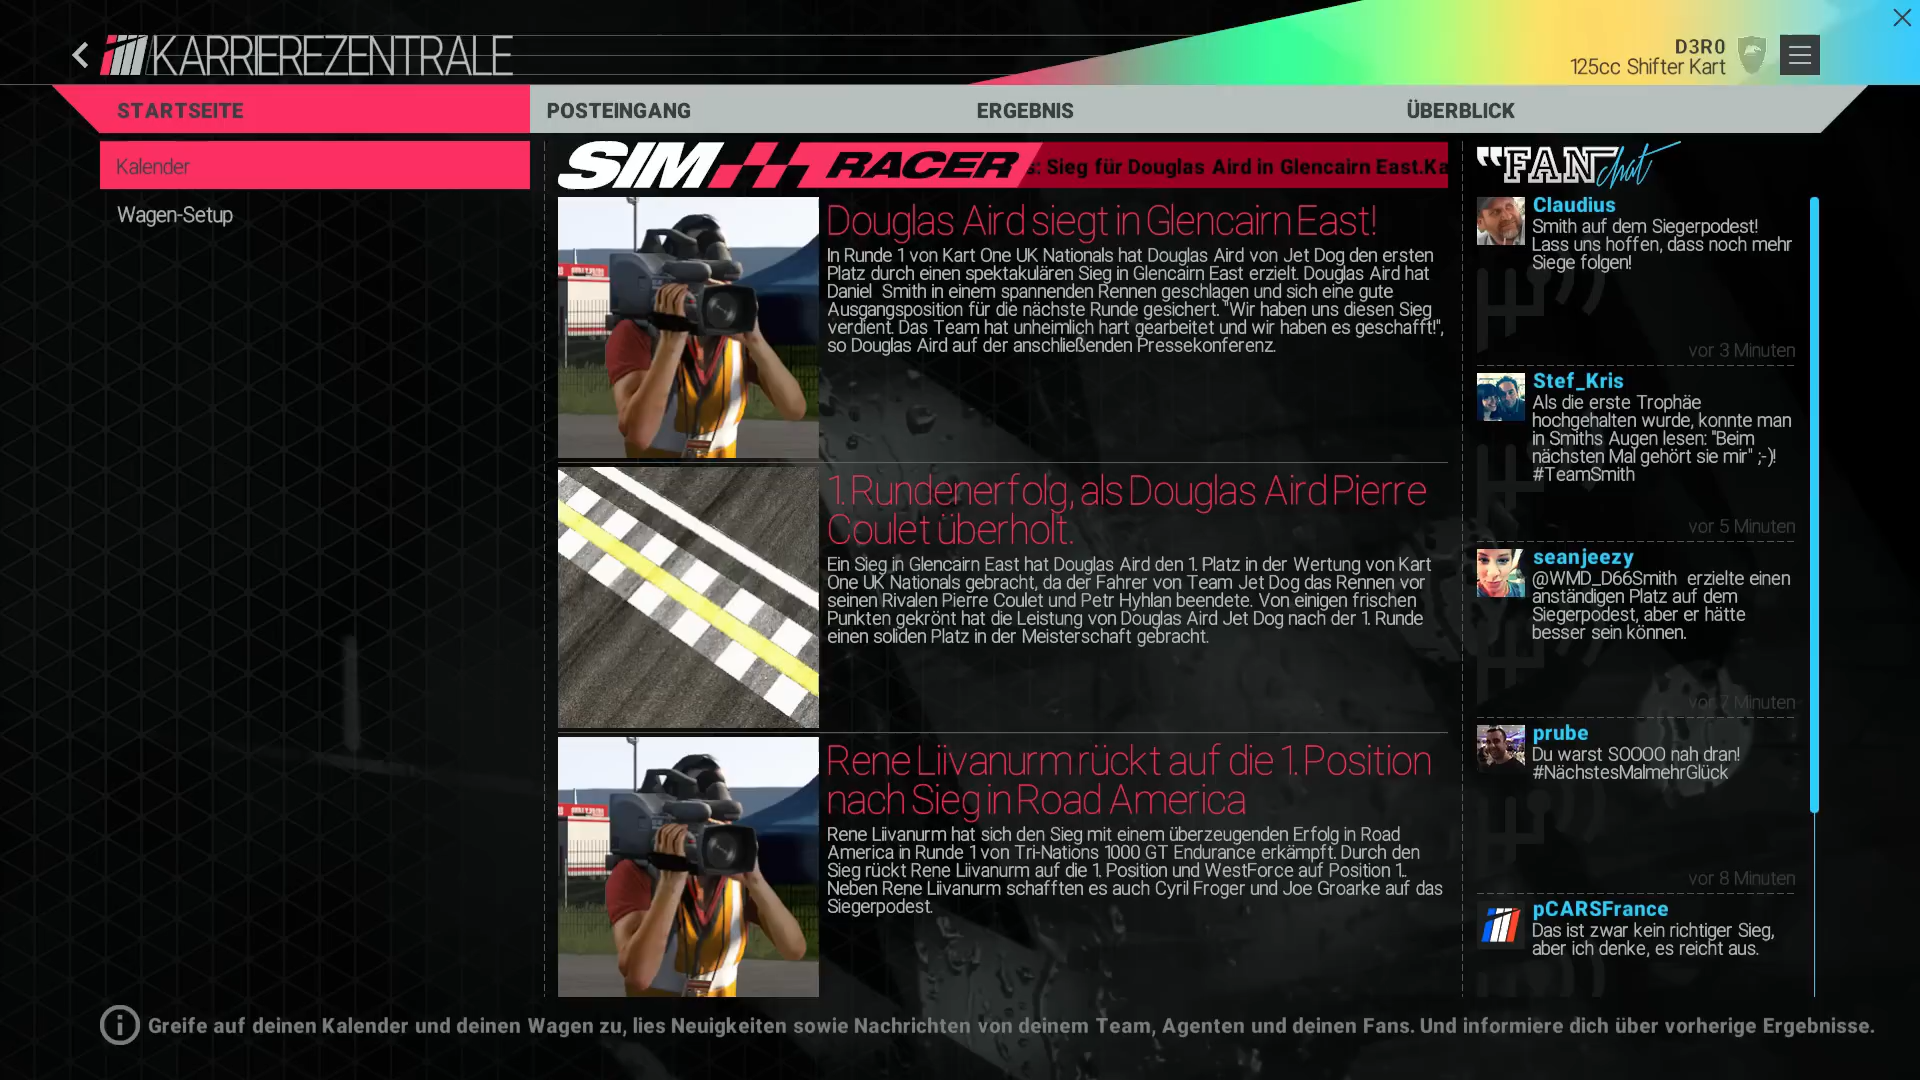 KARRIEREZENTRALE
D3R0
125cc Shifter Kart
STARTSEITE
POSTEINGANG
ERGEBNIS
ÜBERBLICK
Kalender
Wagen-Setup
SIM RACER
s: Sieg für Douglas Aird in Glencairn East.Ka
Douglas Aird siegt in Glencairn East!
In Runde 1 von Kart One UK Nationals hat Douglas Aird von Jet Dog den ersten
Platz durch einen spektakulären Sieg in Glencairn East erzielt. Douglas Aird hat
Daniel Smith in einem spannenden Rennen geschlagen und sich eine gute
Ausgangsposition für die nächste Runde gesichert. "Wir haben uns diesen Sieg
verdient. Das Team hat unheimlich hart gearbeitet und wir haben es geschafft!",
so Douglas Aird auf der anschließenden Pressekonferenz.
1. Rundenerfolg, als Douglas Aird Pierre
Coulet überholt.
Ein Sieg in Glencairn East hat Douglas Aird den 1. Platz in der Wertung von Kart
One UK Nationals gebracht, da der Fahrer von Team Jet Dog das Rennen vor
seinen Rivalen Pierre Coulet und Petr Hyhlan beendete. Von einigen frischen
Punkten gekrönt hat die Leistung von Douglas Aird Jet Dog nach der 1. Runde
einen soliden Platz in der Meisterschaft gebracht.
Rene Liivanurm rückt auf die 1. Position
nach Sieg in Road America
Rene Liivanurm hat sich den Sieg mit einem überzeugenden Erfolg in Road
America in Runde 1 von Tri-Nations 1000 GT Endurance erkämpft. Durch den
Sieg rückt Rene Liivanurm auf die 1. Position und WestForce auf Position 1..
Neben Rene Liivanurm schafften es auch Cyril Froger und Joe Groarke auf das
Siegerpodest.
"FAN chat
Claudius
Smith auf dem Siegerpodest!
Lass uns hoffen, dass noch mehr
Siege folgen!
vor 3 Minuten
Stef_Kris
Als die erste Trophäe
hochgehalten wurde, konnte man
in Smiths Augen lesen: "Beim
nächsten Mal gehört sie mir" ;-)!
#TeamSmith
vor 5 Minuten
seanjeezy
@WMD_D66Smith erzielte einen
anständigen Platz auf dem
Siegerpodest, aber er hätte
besser sein können.
vor 7 Minuten
prube
Du warst SOOOO nah dran!
#NächstesMalmehrGlück
vor 8 Minuten
pCARSFrance
Das ist zwar kein richtiger Sieg,
aber ich denke, es reicht aus.
Greife auf deinen Kalender und deinen Wagen zu, lies Neuigkeiten sowie Nachrichten von deinem Team, Agenten und deinen Fans. Und informiere dich über vorherige Ergebnisse.